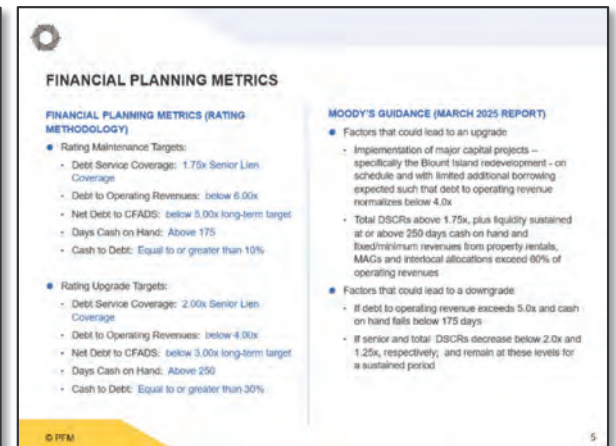 FINANCIAL PLANNING METRICS
FINANCIAL PLANNING METRICS (RATING
METHODOLOGY)
Rating Maintenance Targets:
Debt Service Coverage: 1.75x Senior Lien
Coverage
Debt to Operating Revenues: below 6.00x
Net Debt to CFADS: below 5.00x long-term target
Days Cash on Hand: Above 175
Cash to Debt: Equal to or greater than 10%
Rating Upgrade Targets:
Debt Service Coverage: 2.00x Senior Lien
Coverage
Debt to Operating Revenues: below 4.00x
Net Debt to CFADS: below 3.00x long-term target
Days Cash on Hand: Above 250
Cash to Debt: Equal to or greater than 30%
MOODY'S GUIDANCE (MARCH 2025 REPORT)
Factors that could lead to an upgrade
Implementation of major capital projects –
specifically the Blount Island redevelopment - on
schedule and with limited additional borrowing
expected such that debt to operating revenue
normalizes below 4.0x
Total DSCRs above 1.75x, plus liquidity sustained
at or above 250 days cash on hand and
fixed/minimum revenues from property rentals,
MAGs and interlocal allocations exceed 60% of
operating revenues
Factors that could lead to a downgrade
If debt to operating revenue exceeds 5.0x and cash
on hand falls below 175 days
If senior and total DSCRs decrease below 2.0x and
1.25x, respectively; and remain at these levels for
a sustained period
© PFM
5